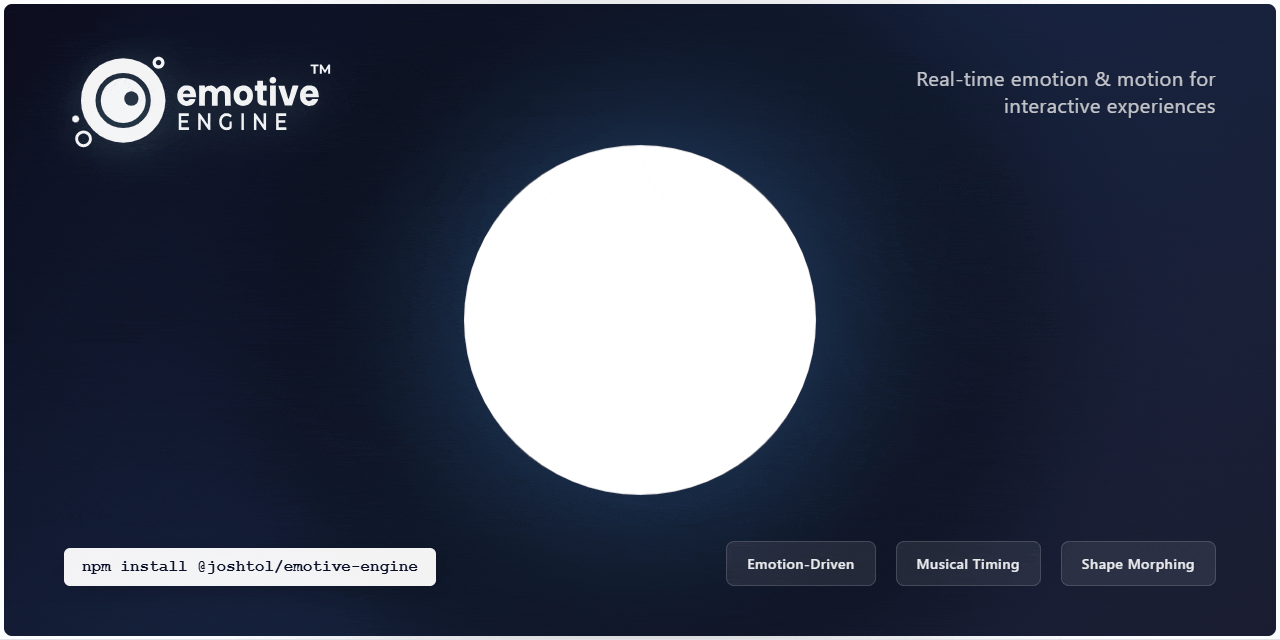 emotive™
ENGINE
Real-time emotion & motion for
interactive experiences
npm install @joshtol/emotive-engine
Emotion-Driven
Musical Timing
Shape Morphing